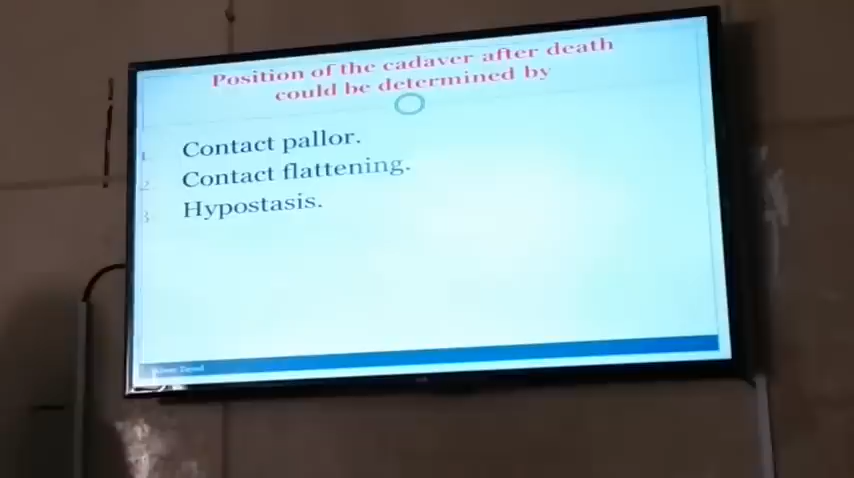 Position of the cadaver after death
could be determined by
1. Contact pallor.
2. Contact flattening.
3. Hypostasis.